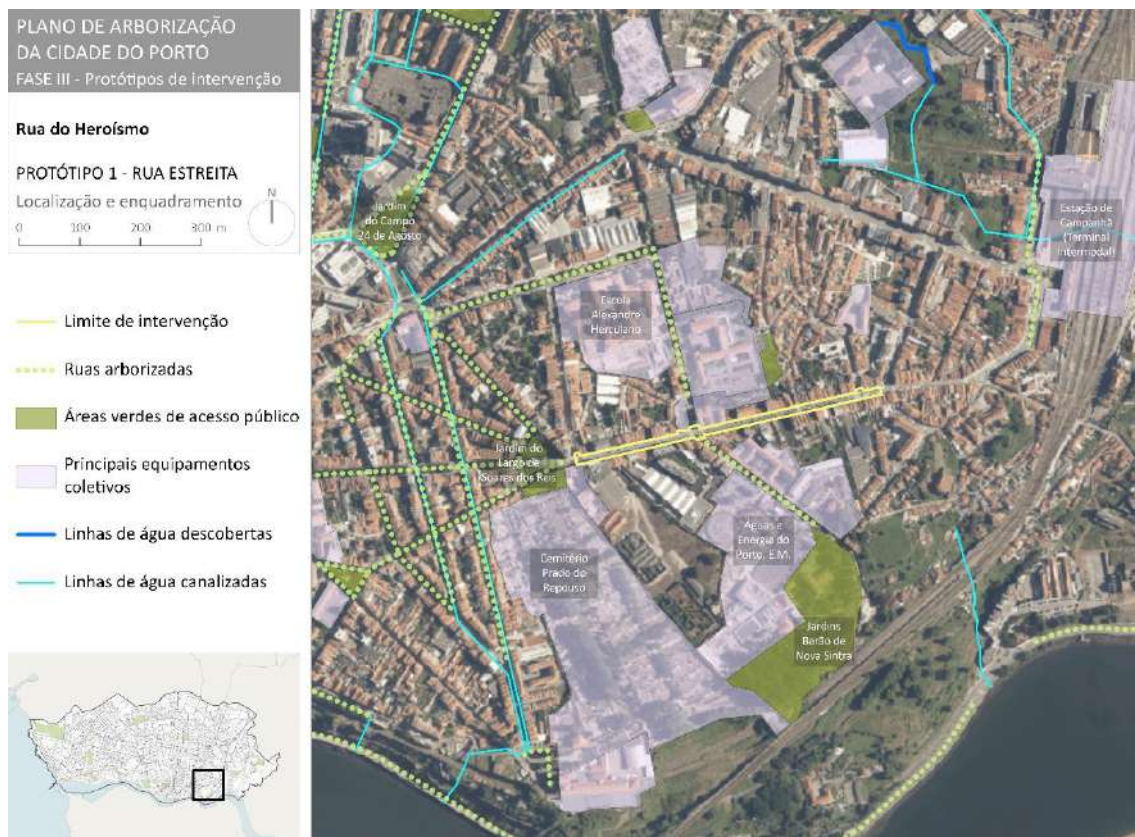 PLANO DE ARBORIZAÇÃO
DA CIDADE DO PORTO
FASE III - Protótipos de intervenção
Rua do Heroísmo
PROTÓTIPO 1 - RUA ESTREITA
Localização e enquadramento
N
0 100 200 300 m
Limite de intervenção
Ruas arborizadas
Áreas verdes de acesso público
Principais equipamentos
coletivos
Linhas de água descobertas
Linhas de água canalizadas
Jardim
do Campo
24 de Agosto
Estação de
Campanhã
(Terminal
Intermodal)
Escola
Alexandre
Herculano
Jardim do
Largo de
Soares dos Reis
Águas e
Energia do
Porto, E.M.
Cemitério
Prado do
Repouso
Jardins
Barão de
Nova Sintra